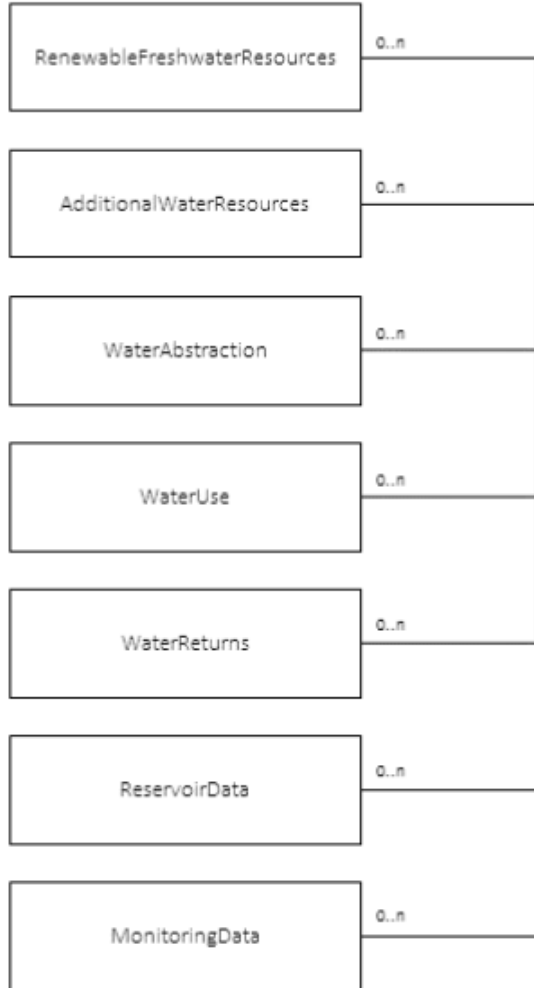 RenewableFreshwaterResources
0..n
AdditionalWaterResources
0..n
WaterAbstraction
0..n
WaterUse
0..n
WaterReturns
0..n
ReservoirData
0..n
MonitoringData
0..n